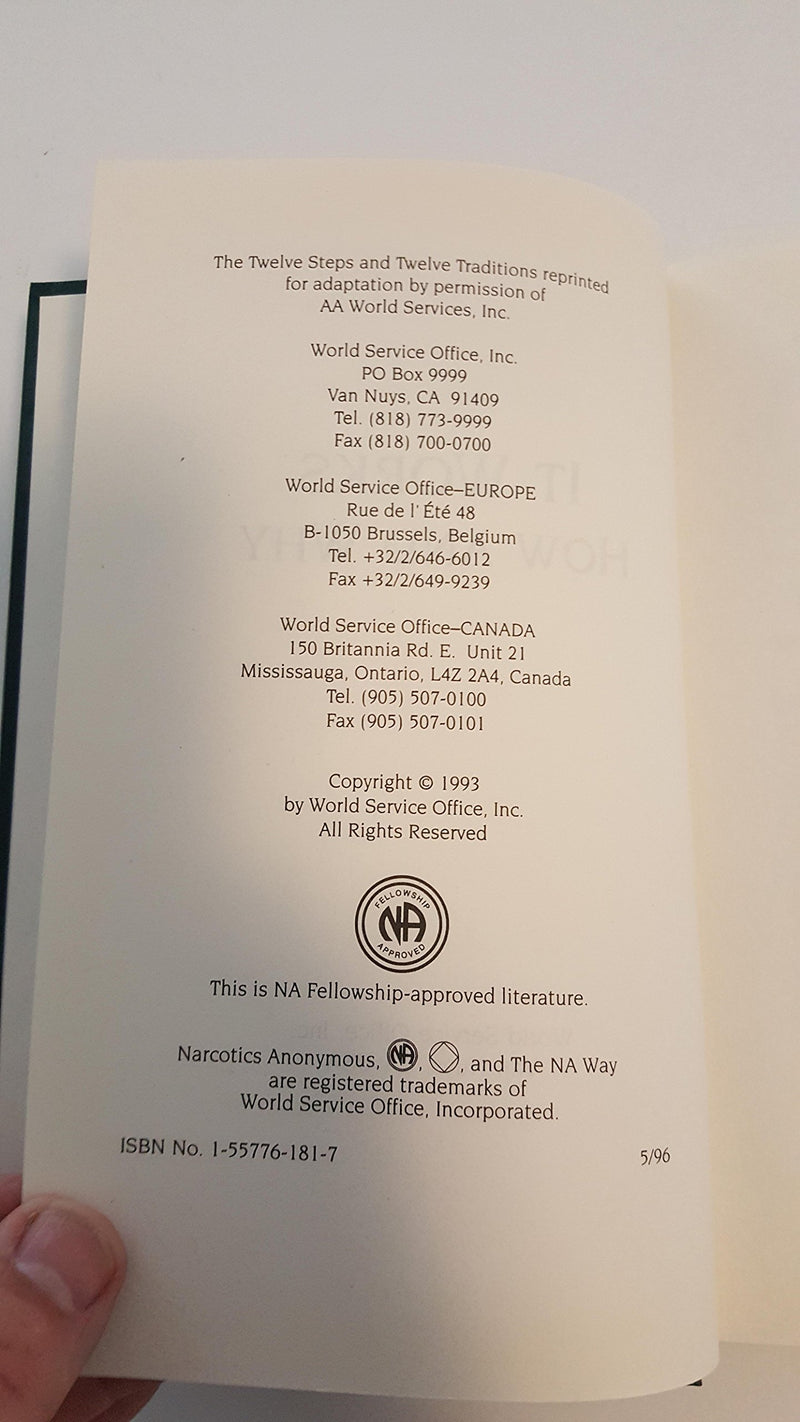 The Twelve Steps and Twelve Traditions reprinted
for adaptation by permission of
AA World Services, Inc.
World Service Office, Inc.
PO Box 9999
Van Nuys, CA 91409
Tel. (818) 773-9999
Fax (818) 700-0700
World Service Office–EUROPE
Rue de l' Été 48
B-1050 Brussels, Belgium
Tel. +32/2/646-6012
Fax +32/2/649-9239
World Service Office–CANADA
150 Britannia Rd. E. Unit 21
Mississauga, Ontario, L4Z 2A4, Canada
Tel. (905) 507-0100
Fax (905) 507-0101
Copyright © 1993
by World Service Office, Inc.
All Rights Reserved
FELLOWSHIP
NA
APPROVED
This is NA Fellowship-approved literature.
Narcotics Anonymous, NA, , and The NA Way
are registered trademarks of
World Service Office, Incorporated.
ISBN No. 1-55776-181-7 5/96